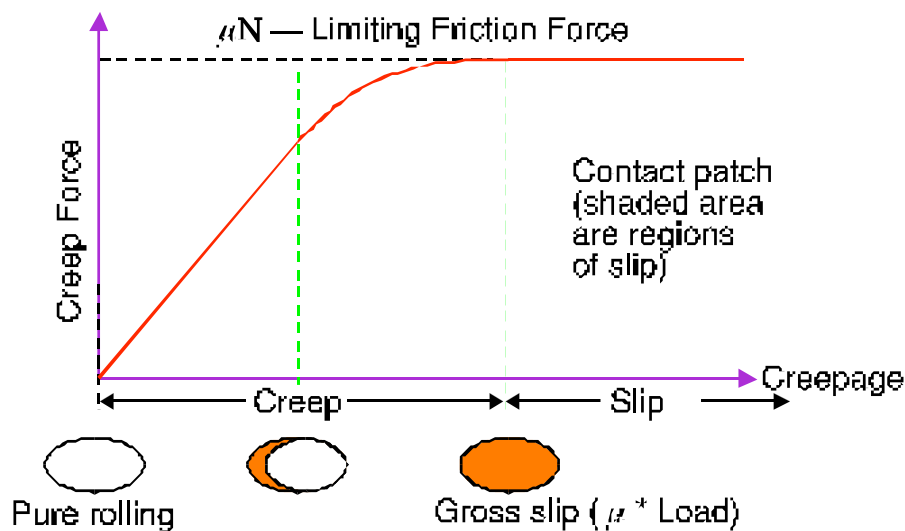 μN — Limiting Friction Force
Creep Force
Contact patch
(shaded area
are regions
of slip)
Creepage
Creep
Slip
Pure rolling
Gross slip (μ * Load)